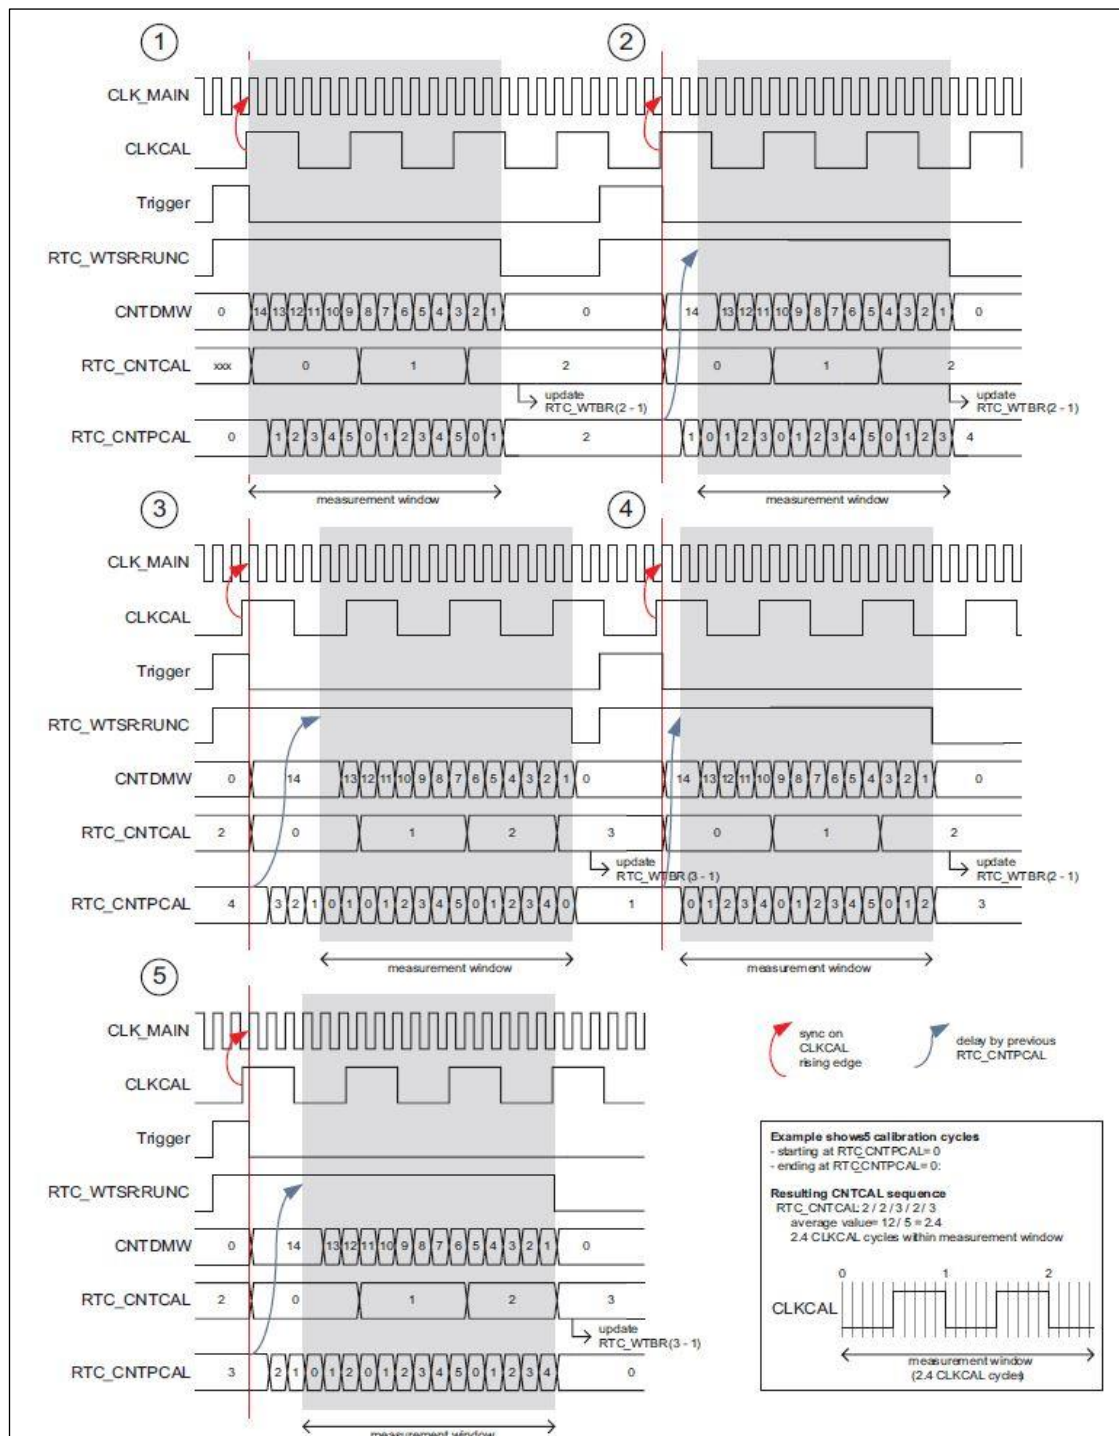 1
2
CLK_MAIN
CLKCAL
Trigger
RTC_WTSR:RUNC
CNTDMW 0 14 13 12 11 10 9 8 7 6 5 4 3 2 1 0 14 13 12 11 10 9 8 7 6 5 4 3 2 1 0
RTC_CNTCAL xxx 0 1 2 0 1 2
update
RTC_WTBR(2 - 1)
update
RTC_WTBR(2 - 1)
RTC_CNTPCAL 0 1 2 3 4 5 0 1 2 3 4 5 0 1 2 1 0 1 2 3 0 1 2 3 4 5 0 1 2 3 4
measurement window
measurement window
3
4
CLK_MAIN
CLKCAL
Trigger
RTC_WTSR:RUNC
CNTDMW 0 14 13 12 11 10 9 8 7 6 5 4 3 2 1 0 14 13 12 11 10 9 8 7 6 5 4 3 2 1 0
RTC_CNTCAL 2 0 1 2 3 0 1 2
update
RTC_WTBR(3 - 1)
update
RTC_WTBR(2 - 1)
RTC_CNTPCAL 4 3 2 1 0 1 0 1 2 3 4 5 0 1 2 3 4 0 1 0 1 2 3 4 0 1 2 3 4 5 0 1 2 3
measurement window
measurement window
5
CLK_MAIN
CLKCAL
Trigger
RTC_WTSR:RUNC
CNTDMW 0 14 13 12 11 10 9 8 7 6 5 4 3 2 1 0
RTC_CNTCAL 2 0 1 2 3
update
RTC_WTBR(3 - 1)
RTC_CNTPCAL 3 2 1 0 1 2 0 1 2 3 4 5 0 1 2 3 4 0
measurement window
sync on
CLKCAL
rising edge
delay by previous
RTC_CNTPCAL
Example shows5 calibration cycles
- starting at RTC_CNTPCAL= 0
- ending at RTC_CNTPCAL= 0:
Resulting CNTCAL sequence
RTC_CNTCAL:2 / 2 / 3 / 2 / 3
average value= 12 / 5 = 2.4
2.4 CLKCAL cycles within measurement window
0 1 2
CLKCAL
measurement window
(2.4 CLKCAL cycles)